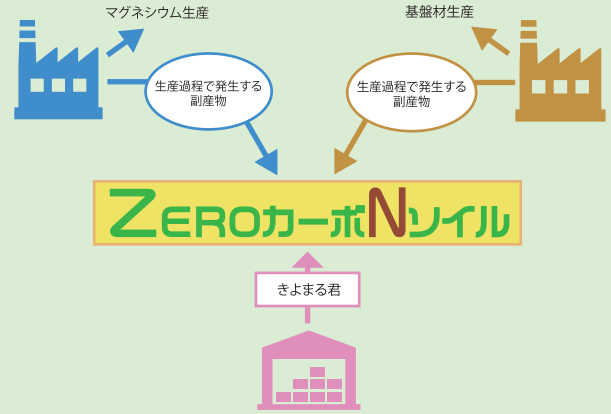 マグネシウム生産
基盤材生産
生産過程で発生する
副産物
生産過程で発生する
副産物
ZEROカーボNソイル
きよまる君